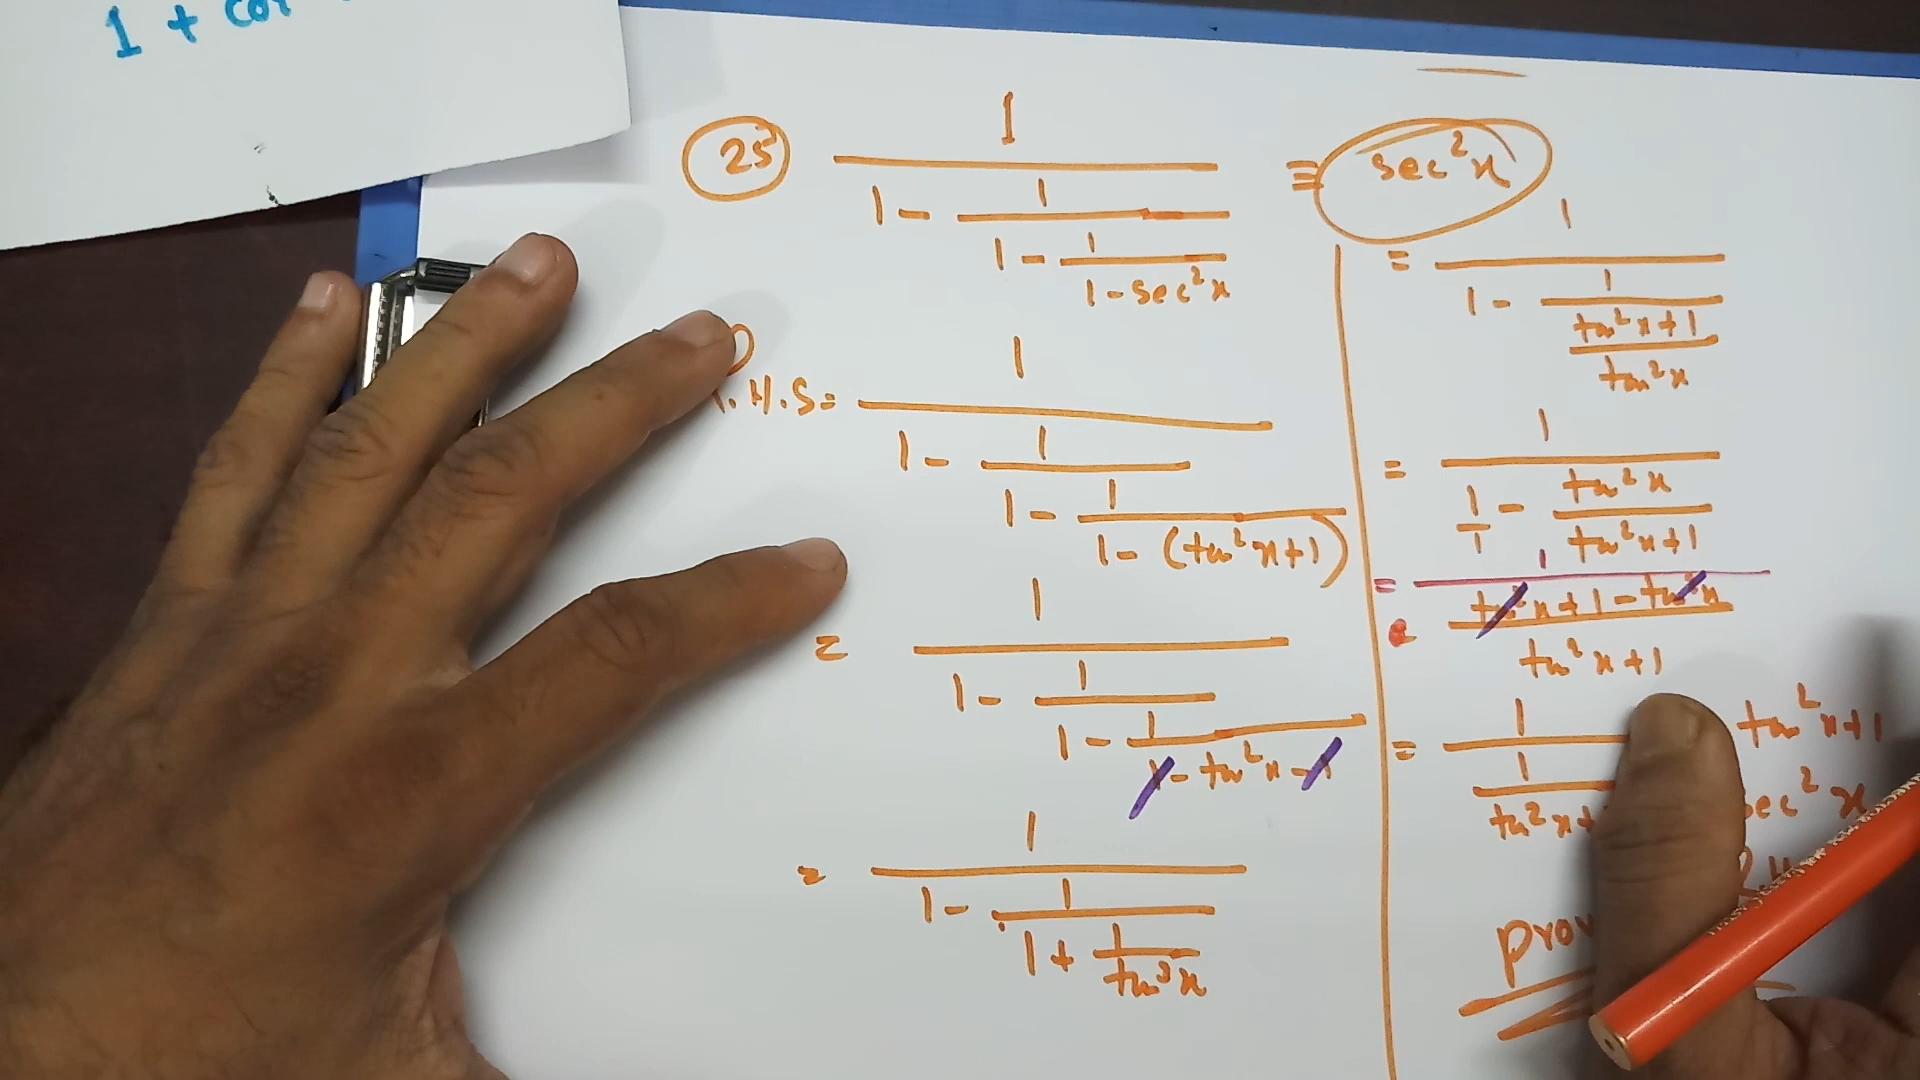 1 + co
25
1
1 - 1
1 - 1
1 - sec²x
≡ sec²x
.H.S =
1
1 - 1
1 - 1
1 - (tan²x+1)
=
1
1 - 1
1 - 1
1 - tan²x - 1
=
1
1 - 1
1 + 1
tan²x
=
1
1 - 1
tan²x+1
tan²x
=
1
1/1 - tan²x
tan²x+1
=
1
tan²x+1-tan²x
tan²x+1
=
1
1
tan²x+
tan²x+1
sec²x
R.H
prov